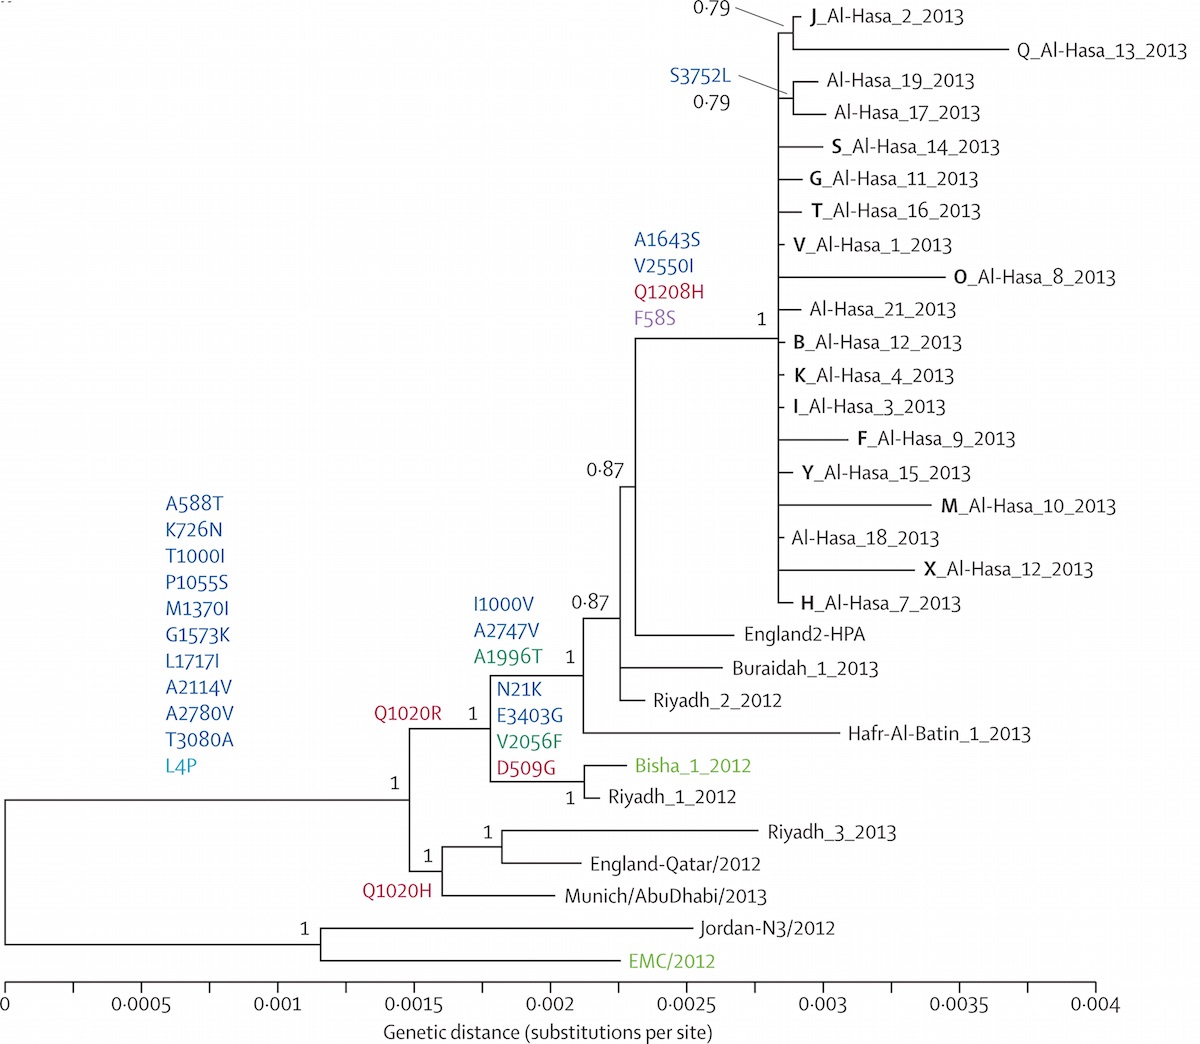 0·79
J_Al-Hasa_2_2013
Q_Al-Hasa_13_2013
S3752L
0·79
Al-Hasa_19_2013
Al-Hasa_17_2013
S_Al-Hasa_14_2013
G_Al-Hasa_11_2013
T_Al-Hasa_16_2013
A1643S
V2550I
Q1208H
F58S
1
V_Al-Hasa_1_2013
O_Al-Hasa_8_2013
Al-Hasa_21_2013
B_Al-Hasa_12_2013
K_Al-Hasa_4_2013
I_Al-Hasa_3_2013
F_Al-Hasa_9_2013
0·87
Y_Al-Hasa_15_2013
M_Al-Hasa_10_2013
Al-Hasa_18_2013
X_Al-Hasa_12_2013
H_Al-Hasa_7_2013
A588T
K726N
T1000I
P1055S
M1370I
G1573K
L1717I
A2114V
A2780V
T3080A
L4P
I1000V
A2747V
A1996T
0·87
1
England2-HPA
Buraidah_1_2013
Riyadh_2_2012
Hafr-Al-Batin_1_2013
Q1020R
1
N21K
E3403G
V2056F
D509G
1
Bisha_1_2012
Riyadh_1_2012
1
1
Riyadh_3_2013
England-Qatar/2012
1
Q1020H
Munich/AbuDhabi/2013
1
Jordan-N3/2012
EMC/2012
0 0·0005 0·001 0·0015 0·002 0·0025 0·003 0·0035 0·004
Genetic distance (substitutions per site)